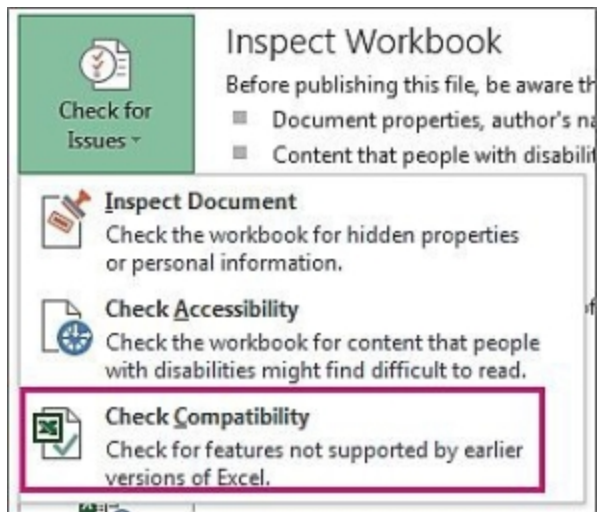 Inspect Workbook
Before publishing this file, be aware th
Check for
Issues
Document properties, author's na
Content that people with disabilit
Inspect Document
Check the workbook for hidden properties
or personal information.
Check Accessibility
Check the workbook for content that people
with disabilities might find difficult to read.
Check Compatibility
Check for features not supported by earlier
versions of Excel.